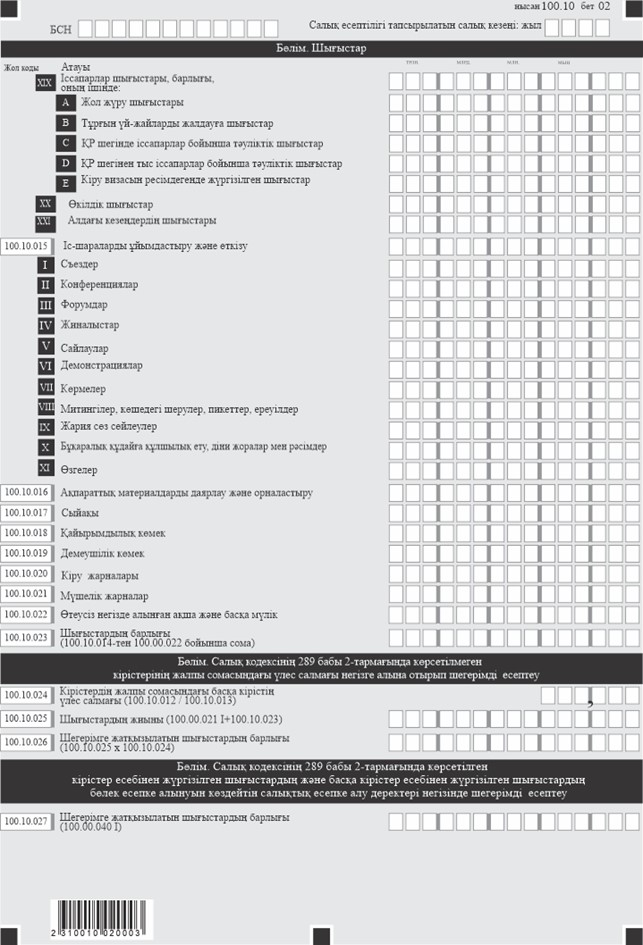 нысан 100.10 бет 02
БСН
Салық есептілігі тапсырылатын салық кезеңі: жыл
Бөлім. Шығыстар
Жол коды Атауы
трлн. млрд. млн. мың
XIX Іссапарлар шығыстары, барлығы,
оның ішінде:
A Жол жүру шығыстары
B Тұрғын үй-жайларды жалдауға шығыстар
C ҚР шегінде іссапарлар бойынша тәуліктік шығыстар
D ҚР шегінен тыс іссапарлар бойынша тәуліктік шығыстар
E Кіру визасын ресімдегенде жүргізілген шығыстар
XX Өкілдік шығыстар
XXI Алдағы кезеңдердің шығыстары
100.10.015 Іс-шараларды ұйымдастыру және өткізу
I Съездер
II Конференциялар
III Форумдар
IV Жиналыстар
V Сайлаулар
VI Демонстрациялар
VII Көрмелер
VIII Митингілер, көшедегі шерулер, пикеттер, ереуілдер
IX Жария сөз сөйлеулер
X Бұқаралық құдайға құлшылық ету, діни жоралар мен рәсімдер
XI Өзгелер
100.10.016 Ақпараттық материалдарды даярлау және орналастыру
100.10.017 Сыйақы
100.10.018 Қайырымдылық көмек
100.10.019 Демеушілік көмек
100.10.020 Кіру жарналары
100.10.021 Мүшелік жарналар
100.10.022 Өтеусіз негізде алынған ақша және басқа мүлік
100.10.023 Шығыстардың барлығы
(100.10.014-тен 100.00.022 бойынша сома)
Бөлім. Салық кодексінің 289 бабы 2-тармағында көрсетілмеген
кірістерінің жалпы сомасындағы үлес салмағы негізге алына отырып шегерімді есептеу
100.10.024 Кірістердің жалпы сомасындағы басқа кірістің
үлес салмағы (100.10.012 / 100.10.013)
,
100.10.025 Шығыстардың жиыны (100.00.021 I+100.10.023)
100.10.026 Шегерімге жатқызылатын шығыстардың барлығы
(100.10.025 x 100.10.024)
Бөлім. Салық кодексінің 289 бабы 2-тармағында көрсетілген
кірістер есебінен жүргізілген шығыстардың және басқа кірістер есебінен жүргізілген шығыстардың
бөлек есепке алынуын көздейтін салықтық есепке алу деректері негізінде шегерімді есептеу
100.10.027 Шегерімге жатқызылатын шығыстардың барлығы
(100.00.040 I)
2 310010 020003